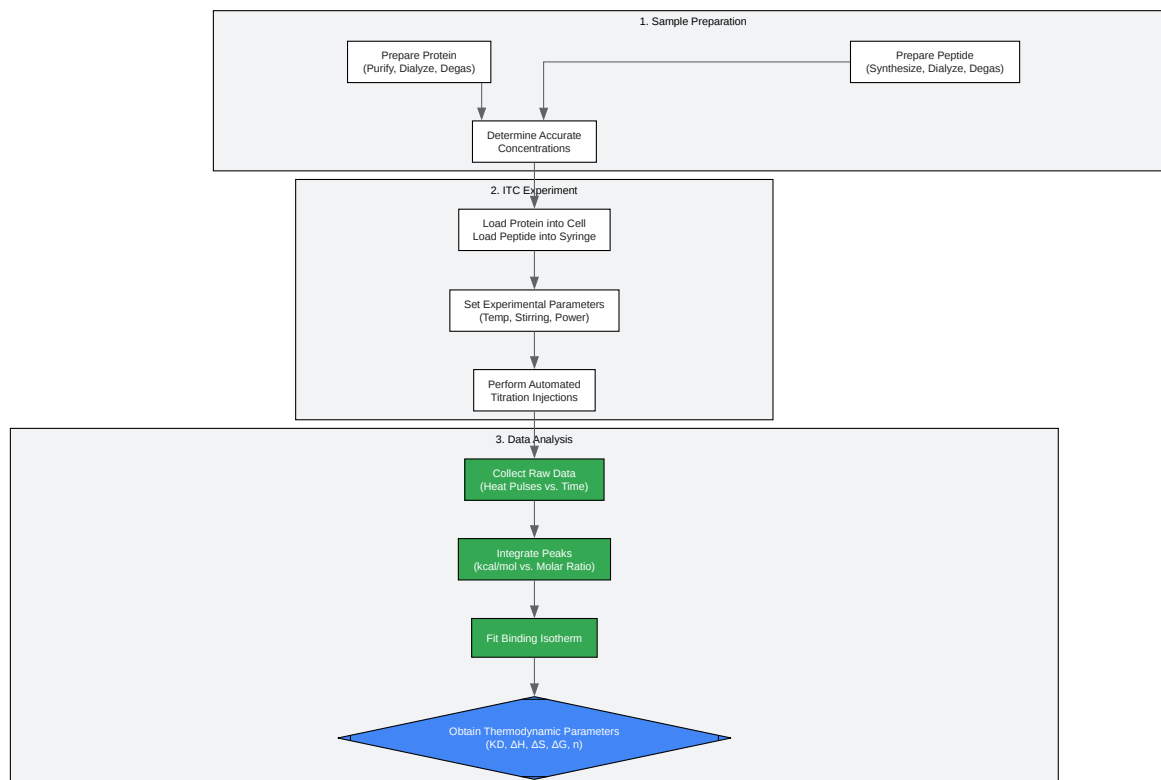 1. Sample Preparation
Prepare Protein
(Purify, Dialyze, Degas)
Prepare Peptide
(Synthesize, Dialyze, Degas)
Determine Accurate
Concentrations
2. ITC Experiment
Load Protein into Cell
Load Peptide into Syringe
Set Experimental Parameters
(Temp, Stirring, Power)
Perform Automated
Titration Injections
3. Data Analysis
Collect Raw Data
(Heat Pulses vs. Time)
Integrate Peaks
(kcal/mol vs. Molar Ratio)
Fit Binding Isotherm
Obtain Thermodynamic Parameters
(KD, ΔH, ΔS, ΔG, n)